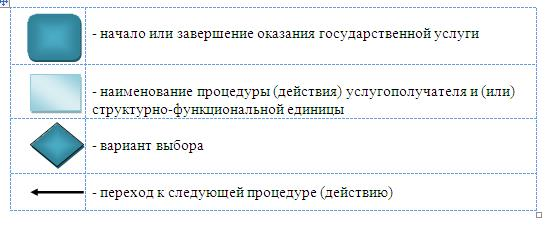 - начало или завершение оказания государственной услуги
- наименование процедуры (действия) услугополучателя и (или)
структурно-функциональной единицы
- вариант выбора
- переход к следующей процедуре (действию)